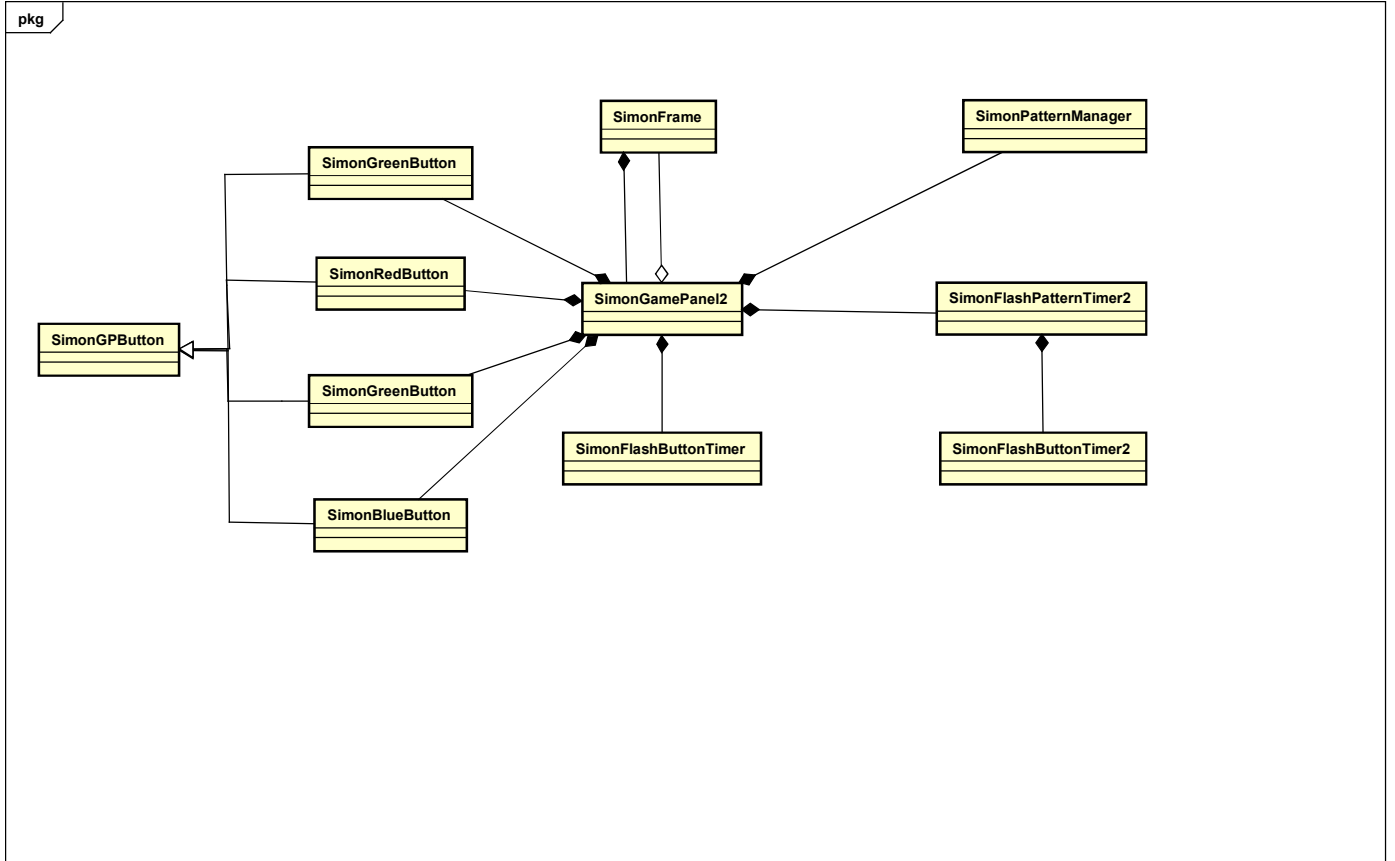 pkg
SimonFrame
SimonPatternManager
SimonGreenButton
SimonRedButton
SimonGamePanel2
SimonFlashPatternTimer2
SimonGPButton
SimonGreenButton
SimonFlashButtonTimer
SimonFlashButtonTimer2
SimonBlueButton